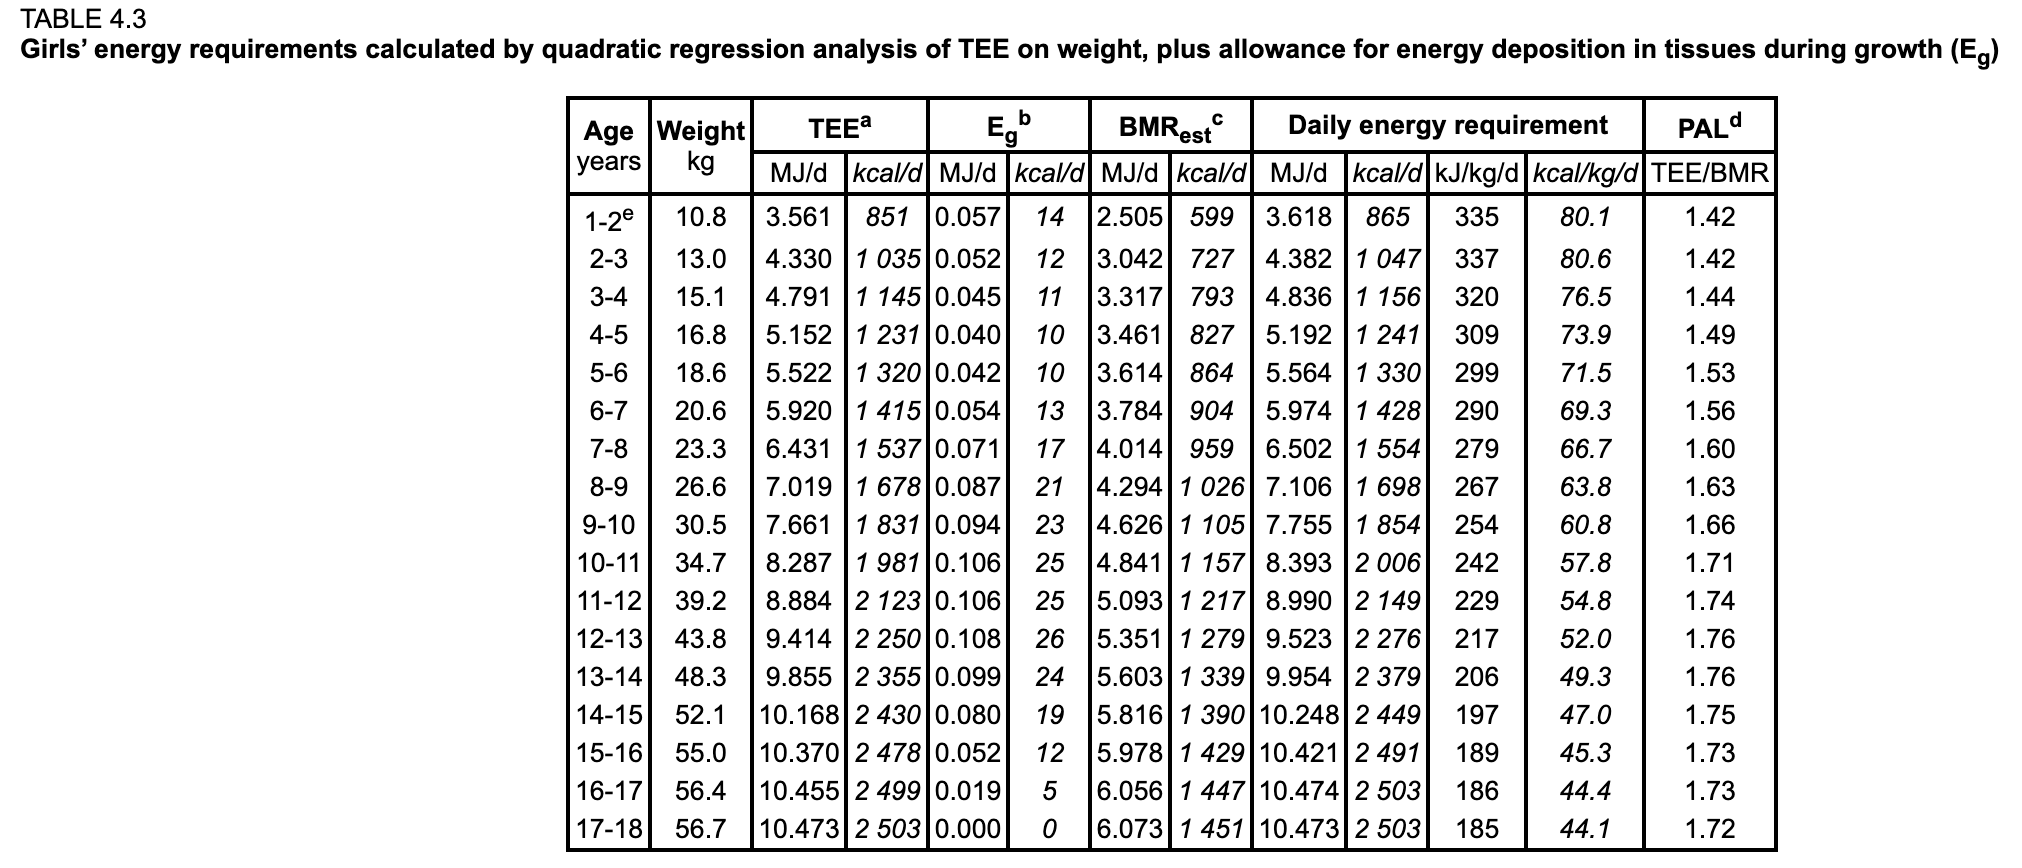 TABLE 4.3
Girls’ energy requirements calculated by quadratic regression analysis of TEE on weight, plus allowance for energy deposition in tissues during growth (Eg)
Age years Weight kg TEEa Egb BMRestc Daily energy requirement PALd
MJ/d kcal/d MJ/d kcal/d MJ/d kcal/d MJ/d kcal/d kJ/kg/d kcal/kg/d TEE/BMR
1-2e 10.8 3.561 851 0.057 14 2.505 599 3.618 865 335 80.1 1.42
2-3 13.0 4.330 1 035 0.052 12 3.042 727 4.382 1 047 337 80.6 1.42
3-4 15.1 4.791 1 145 0.045 11 3.317 793 4.836 1 156 320 76.5 1.44
4-5 16.8 5.152 1 231 0.040 10 3.461 827 5.192 1 241 309 73.9 1.49
5-6 18.6 5.522 1 320 0.042 10 3.614 864 5.564 1 330 299 71.5 1.53
6-7 20.6 5.920 1 415 0.054 13 3.784 904 5.974 1 428 290 69.3 1.56
7-8 23.3 6.431 1 537 0.071 17 4.014 959 6.502 1 554 279 66.7 1.60
8-9 26.6 7.019 1 678 0.087 21 4.294 1 026 7.106 1 698 267 63.8 1.63
9-10 30.5 7.661 1 831 0.094 23 4.626 1 105 7.755 1 854 254 60.8 1.66
10-11 34.7 8.287 1 981 0.106 25 4.841 1 157 8.393 2 006 242 57.8 1.71
11-12 39.2 8.884 2 123 0.106 25 5.093 1 217 8.990 2 149 229 54.8 1.74
12-13 43.8 9.414 2 250 0.108 26 5.351 1 279 9.523 2 276 217 52.0 1.76
13-14 48.3 9.855 2 355 0.099 24 5.603 1 339 9.954 2 379 206 49.3 1.76
14-15 52.1 10.168 2 430 0.080 19 5.816 1 390 10.248 2 449 197 47.0 1.75
15-16 55.0 10.370 2 478 0.052 12 5.978 1 429 10.421 2 491 189 45.3 1.73
16-17 56.4 10.455 2 499 0.019 5 6.056 1 447 10.474 2 503 186 44.4 1.73
17-18 56.7 10.473 2 503 0.000 0 6.073 1 451 10.473 2 503 185 44.1 1.72